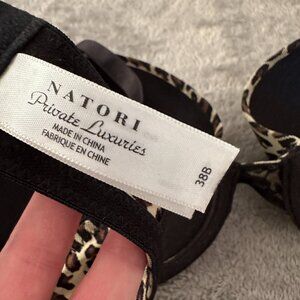 NATORI
Private Luxuries
MADE IN CHINA
FABRIQUE EN CHINE
38B